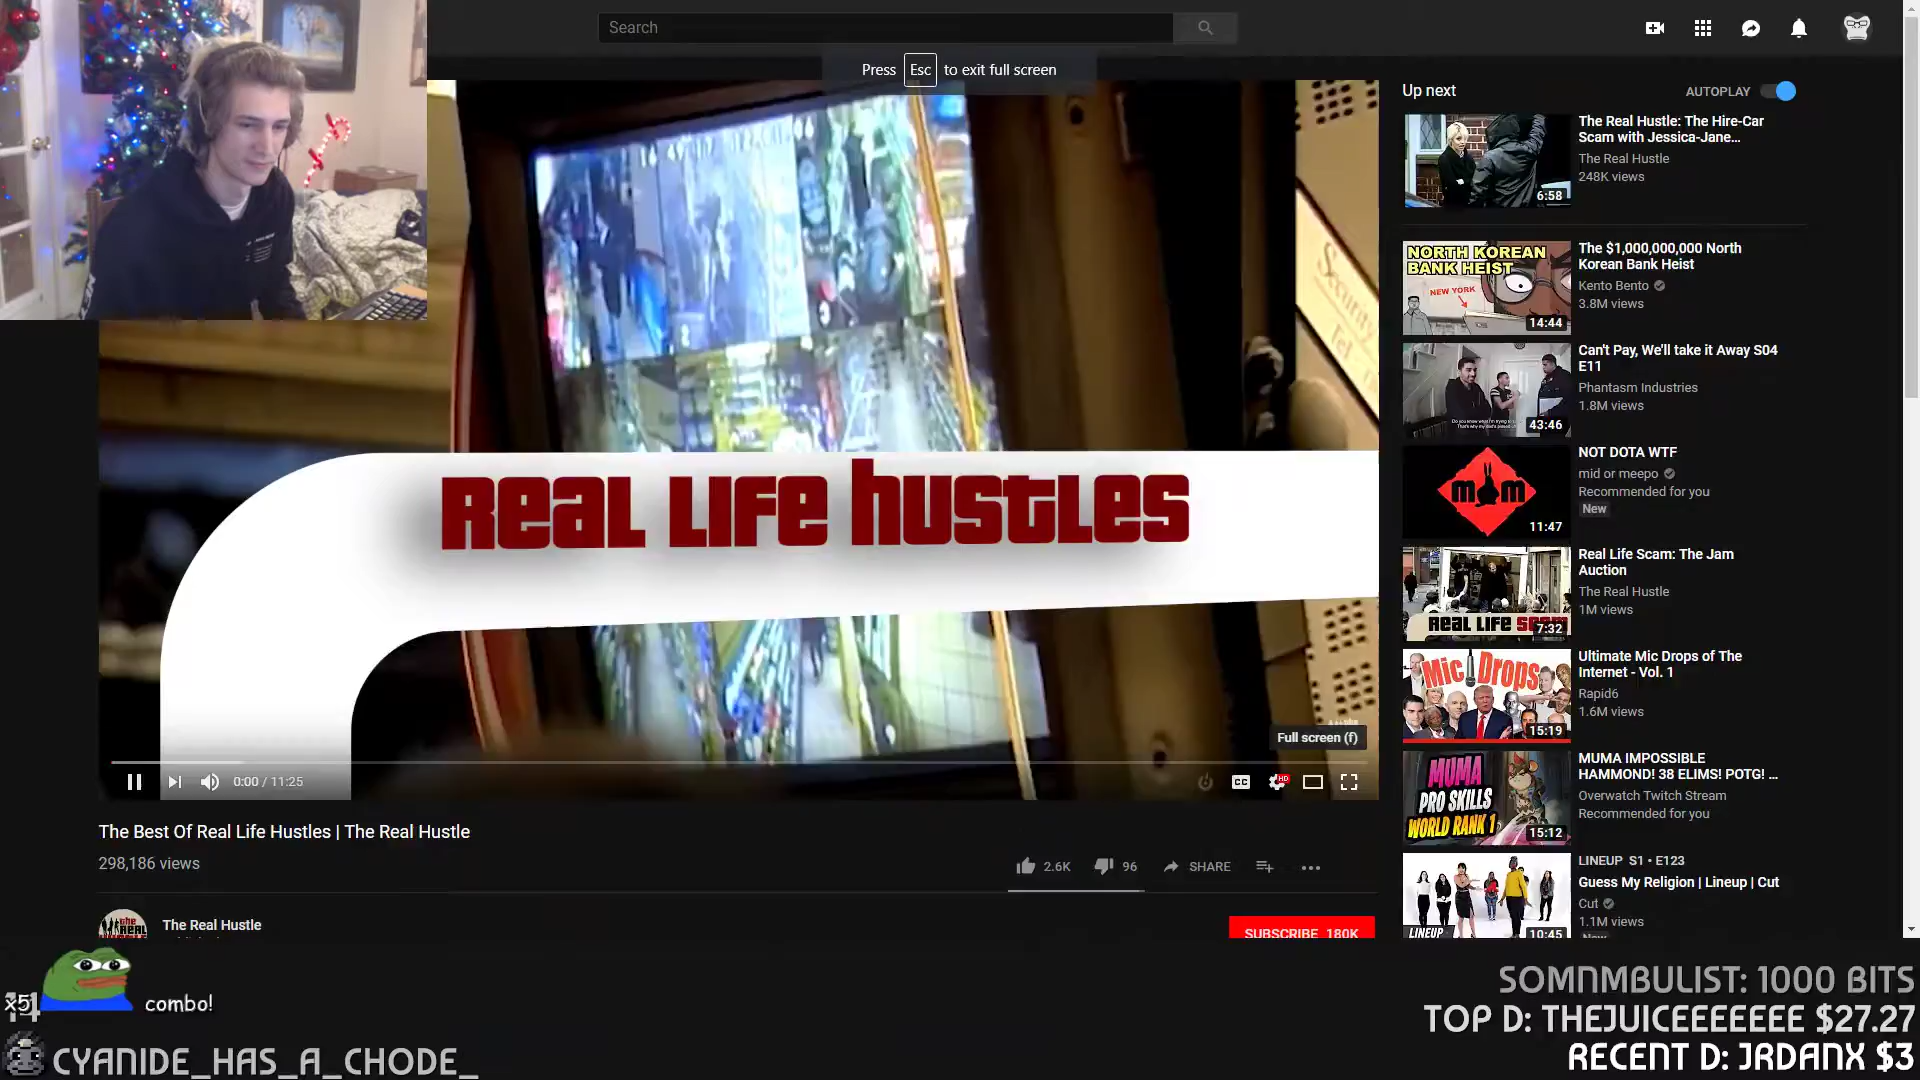 Search
Press Esc to exit full screen
REAL LIFE HUSTLES
Security
Tel
Full screen (f)
0:00 / 11:25
CC
HD
The Best Of Real Life Hustles | The Real Hustle
298,186 views
2.6K
96
SHARE
The Real Hustle
SUBSCRIBE 180K
Up next
AUTOPLAY
The Real Hustle: The Hire-Car
Scam with Jessica-Jane...
The Real Hustle
248K views
6:58
NORTH KOREAN
BANK HEIST
NEW YORK
14:44
The $1,000,000,000 North
Korean Bank Heist
Kento Bento
3.8M views
43:46
Can't Pay, We'll take it Away S04
E11
Phantasm Industries
1.8M views
M M
11:47
NOT DOTA WTF
mid or meepo
Recommended for you
New
REAL LIFE
7:32
Real Life Scam: The Jam
Auction
The Real Hustle
1M views
Mic Drops
15:19
Ultimate Mic Drops of The
Internet - Vol. 1
Rapid6
1.6M views
MUMA
PRO SKILLS
WORLD RANK 1
15:12
MUMA IMPOSSIBLE
HAMMOND! 38 ELIMS! POTG! ...
Overwatch Twitch Stream
Recommended for you
LINEUP
10:45
LINEUP S1 • E123
Guess My Religion | Lineup | Cut
Cut
1.1M views
New
combo!
CYANIDE_HAS_A_CHODE_
SOMNMBULIST: 1000 BITS
TOP D: THEJUICEEEEEEE $27.27
RECENT D: JRDANX $3